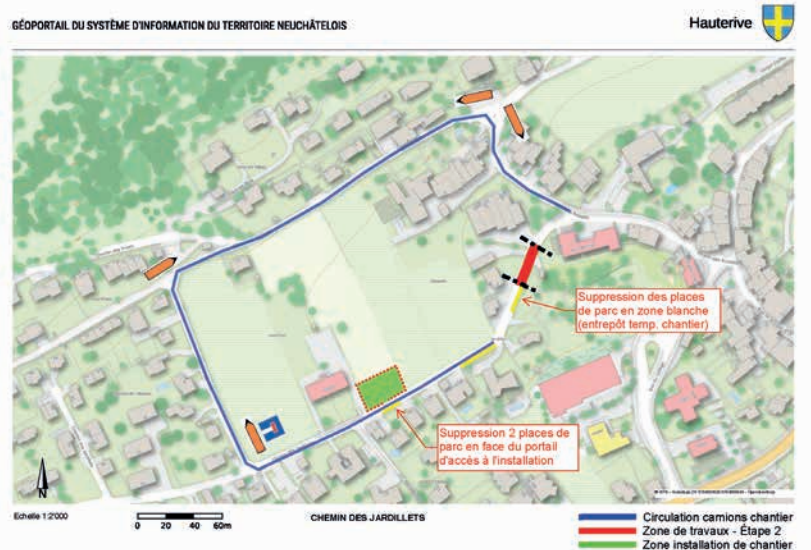 GÉOPORTAIL DU SYSTÈME D'INFORMATION DU TERRITOIRE NEUCHÂTELOIS
Hauterive
Suppression des places
de parc en zone blanche
(entrepôt temp. chantier)
Suppression 2 places de
parc en face du portail
d'accès à l'installation
N
Echelle 1:2'000
0 20 40 60m
CHEMIN DES JARDILLETS
Circulation camions chantier
Zone de travaux - Étape 2
Zone installation de chantier